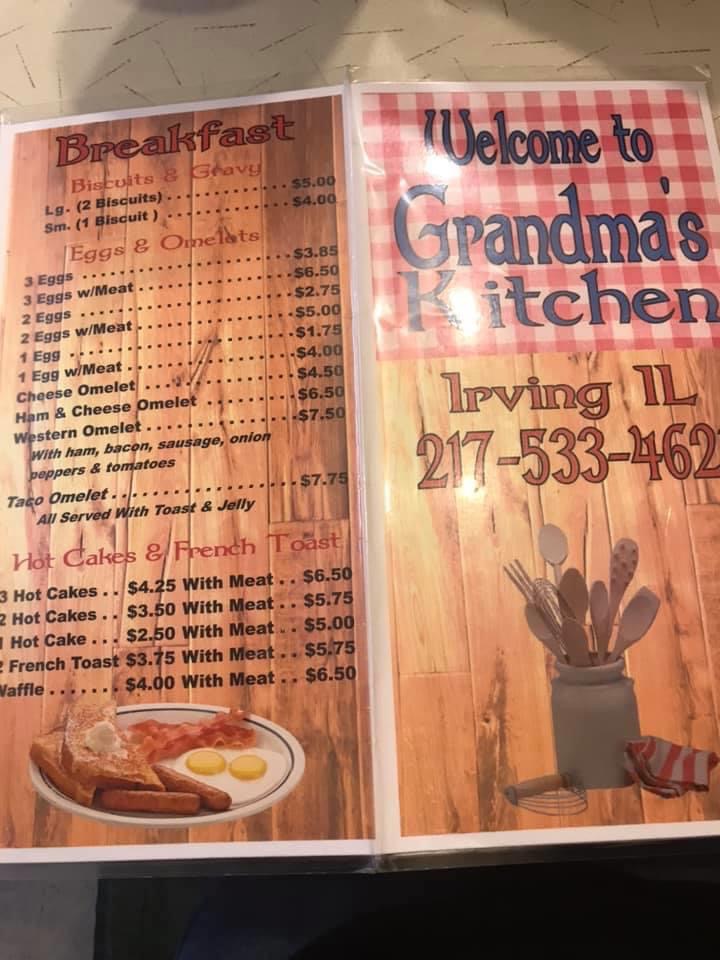 Breakfast
Biscuits & Gravy
Lg. (2 Biscuits) . . . . . . . . . . . . . $5.00
Sm. (1 Biscuit ) . . . . . . . . . . . . . $4.00
Eggs & Omelets
3 Eggs . . . . . . . . . . . . . . . . . . . . . . $3.85
3 Eggs w/Meat . . . . . . . . . . . . . . . $6.50
2 Eggs . . . . . . . . . . . . . . . . . . . . . . $2.75
2 Eggs w/Meat . . . . . . . . . . . . . . . $5.00
1 Egg . . . . . . . . . . . . . . . . . . . . . . . $1.75
1 Egg w/Meat . . . . . . . . . . . . . . . . $4.00
Cheese Omelet . . . . . . . . . . . . . . $4.50
Ham & Cheese Omelet . . . . . . . . $6.50
Western Omelet . . . . . . . . . . . . . . $7.50
With ham, bacon, sausage, onion
peppers & tomatoes
Taco Omelet . . . . . . . . . . . . . . . . . $7.75
All Served With Toast & Jelly
Hot Cakes & French Toast
3 Hot Cakes . . $4.25 With Meat . . $6.50
2 Hot Cakes . . $3.50 With Meat . . $5.75
1 Hot Cake . . . $2.50 With Meat . . $5.00
2 French Toast $3.75 With Meat . . $5.75
Waffle . . . . . . . $4.00 With Meat . . $6.50
Welcome to
Grandma's
Kitchen
Irving IL
217-533-462